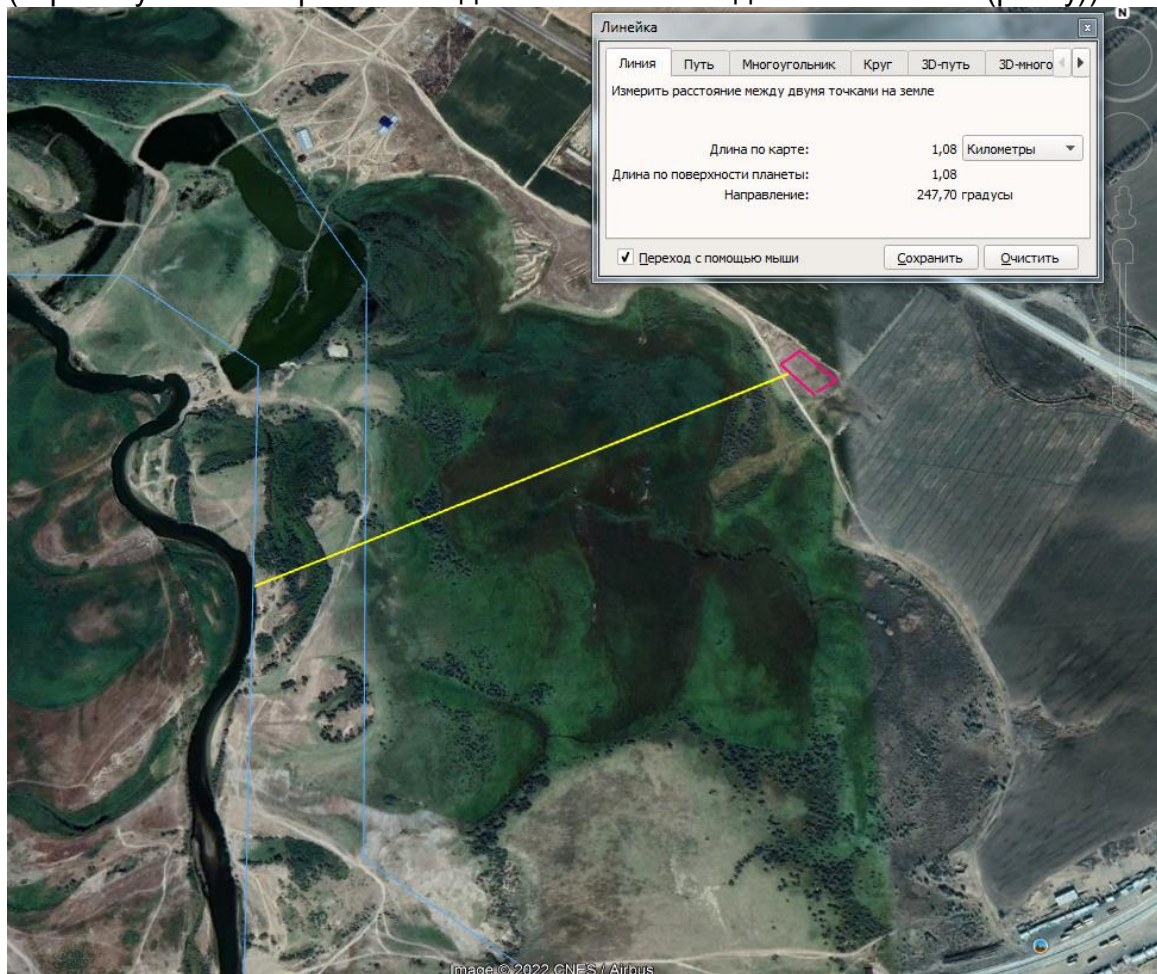 N
Линейка
Линия Путь Многоугольник Круг 3D-путь 3D-много
Измерить расстояние между двумя точками на земле
Длина по карте: 1,08 Километры
Длина по поверхности планеты: 1,08
Направление: 247,70 градусы
Переход с помощью мыши Сохранить Очистить
Image © 2022 CNES / Airbus